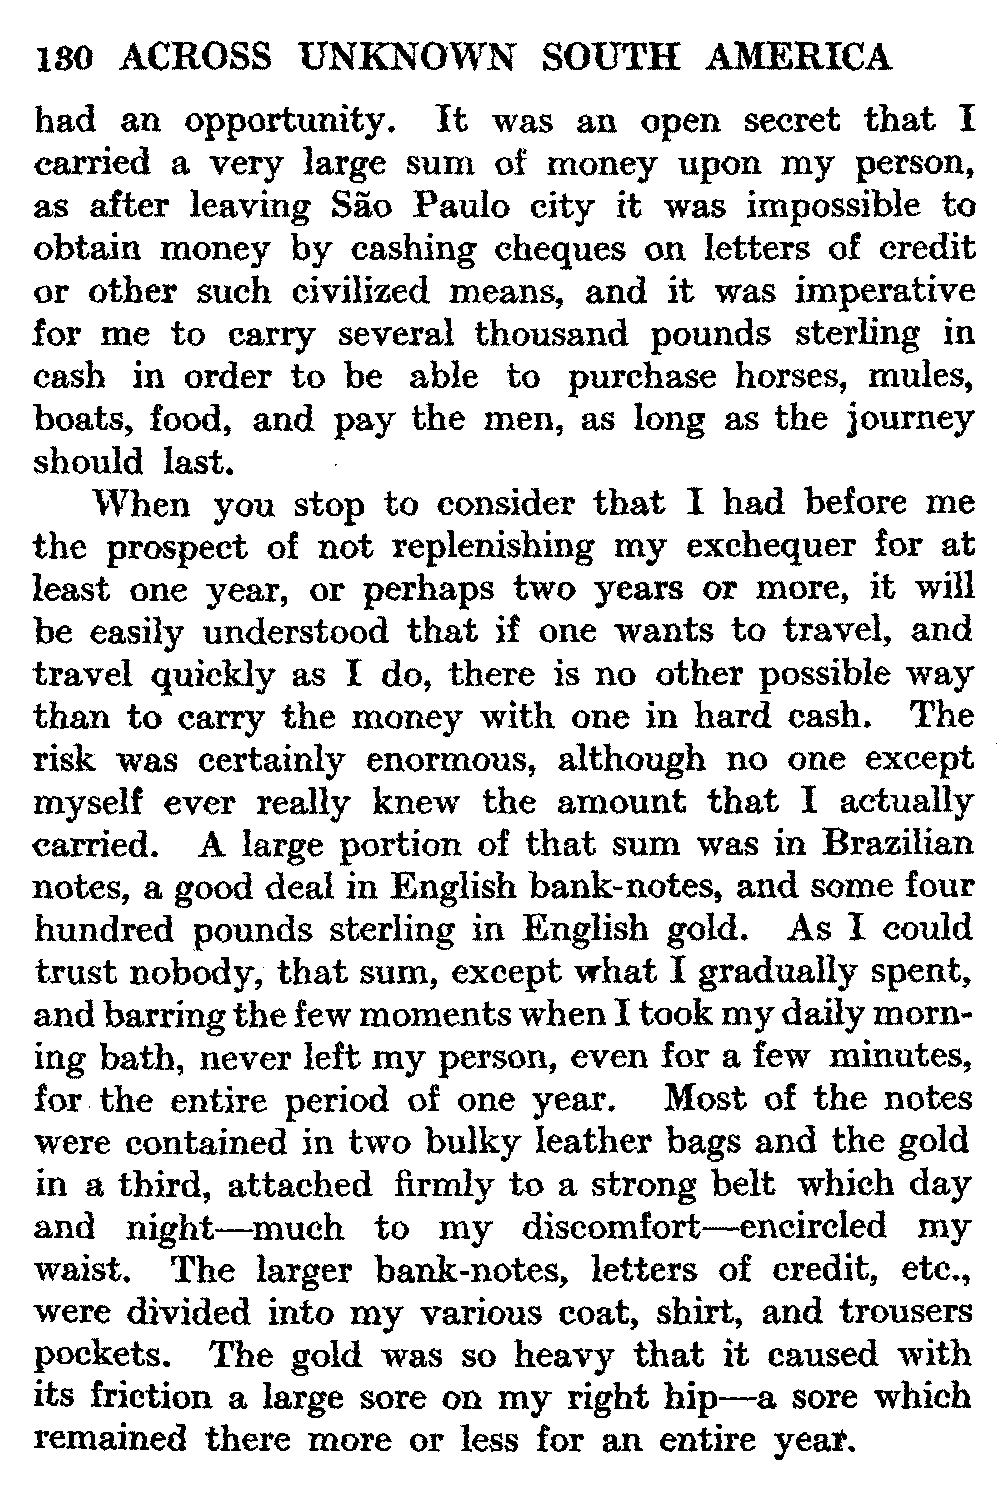 130 ACROSS UNKNOWN SOUTH AMERICA
had an opportunity. It was an open secret that I
carried a very large sum of money upon my person,
as after leaving São Paulo city it was impossible to
obtain money by cashing cheques on letters of credit
or other such civilized means, and it was imperative
for me to carry several thousand pounds sterling in
cash in order to be able to purchase horses, mules,
boats, food, and pay the men, as long as the journey
should last.
When you stop to consider that I had before me
the prospect of not replenishing my exchequer for at
least one year, or perhaps two years or more, it will
be easily understood that if one wants to travel, and
travel quickly as I do, there is no other possible way
than to carry the money with one in hard cash. The
risk was certainly enormous, although no one except
myself ever really knew the amount that I actually
carried. A large portion of that sum was in Brazilian
notes, a good deal in English bank-notes, and some four
hundred pounds sterling in English gold. As I could
trust nobody, that sum, except what I gradually spent,
and barring the few moments when I took my daily morn-
ing bath, never left my person, even for a few minutes,
for the entire period of one year. Most of the notes
were contained in two bulky leather bags and the gold
in a third, attached firmly to a strong belt which day
and night—much to my discomfort—encircled my
waist. The larger bank-notes, letters of credit, etc.,
were divided into my various coat, shirt, and trousers
pockets. The gold was so heavy that it caused with
its friction a large sore on my right hip—a sore which
remained there more or less for an entire year.